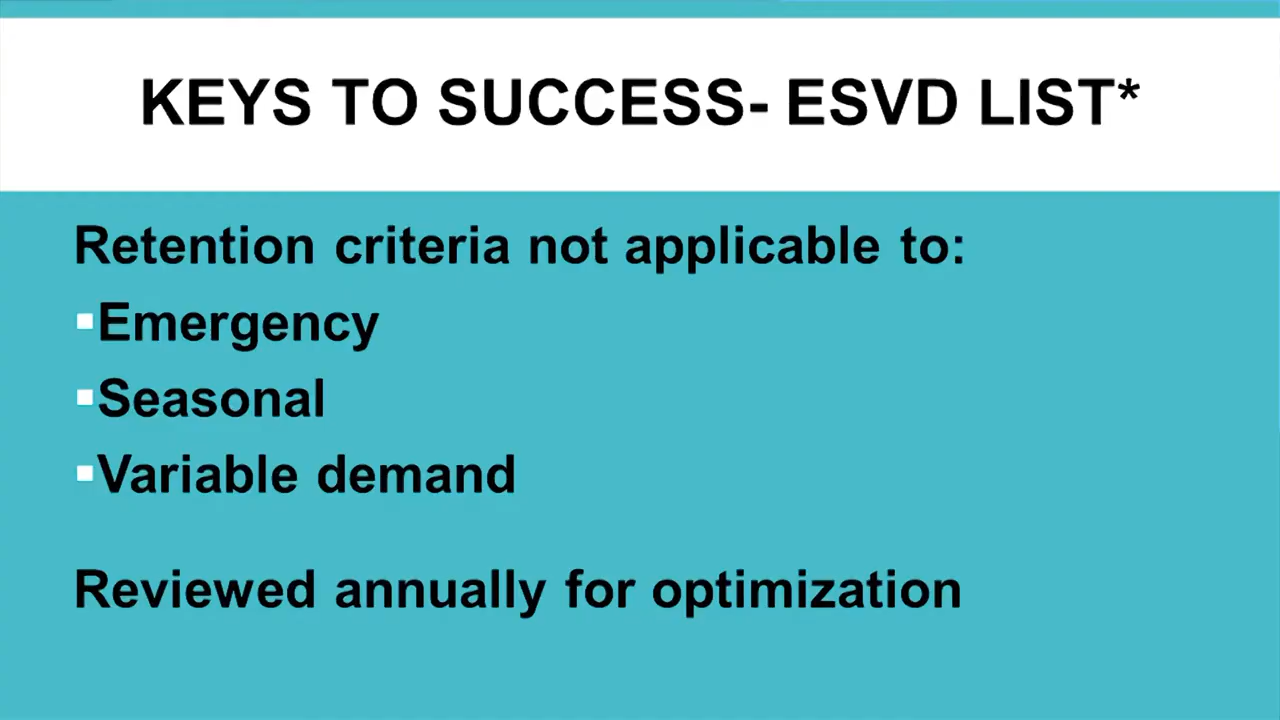 KEYS TO SUCCESS- ESVD LIST*
Retention criteria not applicable to:
▪Emergency
▪Seasonal
▪Variable demand
Reviewed annually for optimization